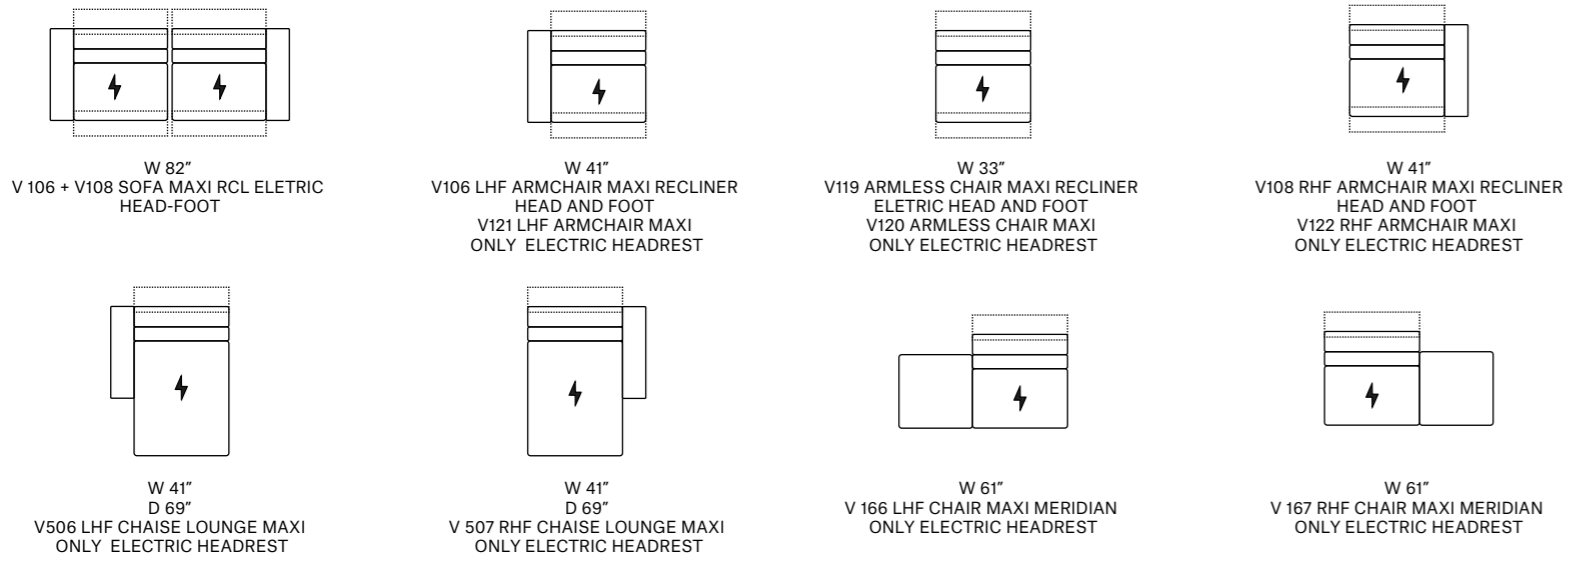 W 82″
V 106 + V108 SOFA MAXI RCL ELETRIC
HEAD-FOOT
W 41″
V106 LHF ARMCHAIR MAXI RECLINER
HEAD AND FOOT
V121 LHF ARMCHAIR MAXI
ONLY ELECTRIC HEADREST
W 33″
V119 ARMLESS CHAIR MAXI RECLINER
ELETRIC HEAD AND FOOT
V120 ARMLESS CHAIR MAXI
ONLY ELECTRIC HEADREST
W 41″
V108 RHF ARMCHAIR MAXI RECLINER
HEAD AND FOOT
V122 RHF ARMCHAIR MAXI
ONLY ELECTRIC HEADREST
W 41″
D 69″
V506 LHF CHAISE LOUNGE MAXI
ONLY ELECTRIC HEADREST
W 41″
D 69″
V 507 RHF CHAISE LOUNGE MAXI
ONLY ELECTRIC HEADREST
W 61″
V 166 LHF CHAIR MAXI MERIDIAN
ONLY ELECTRIC HEADREST
W 61″
V 167 RHF CHAIR MAXI MERIDIAN
ONLY ELECTRIC HEADREST